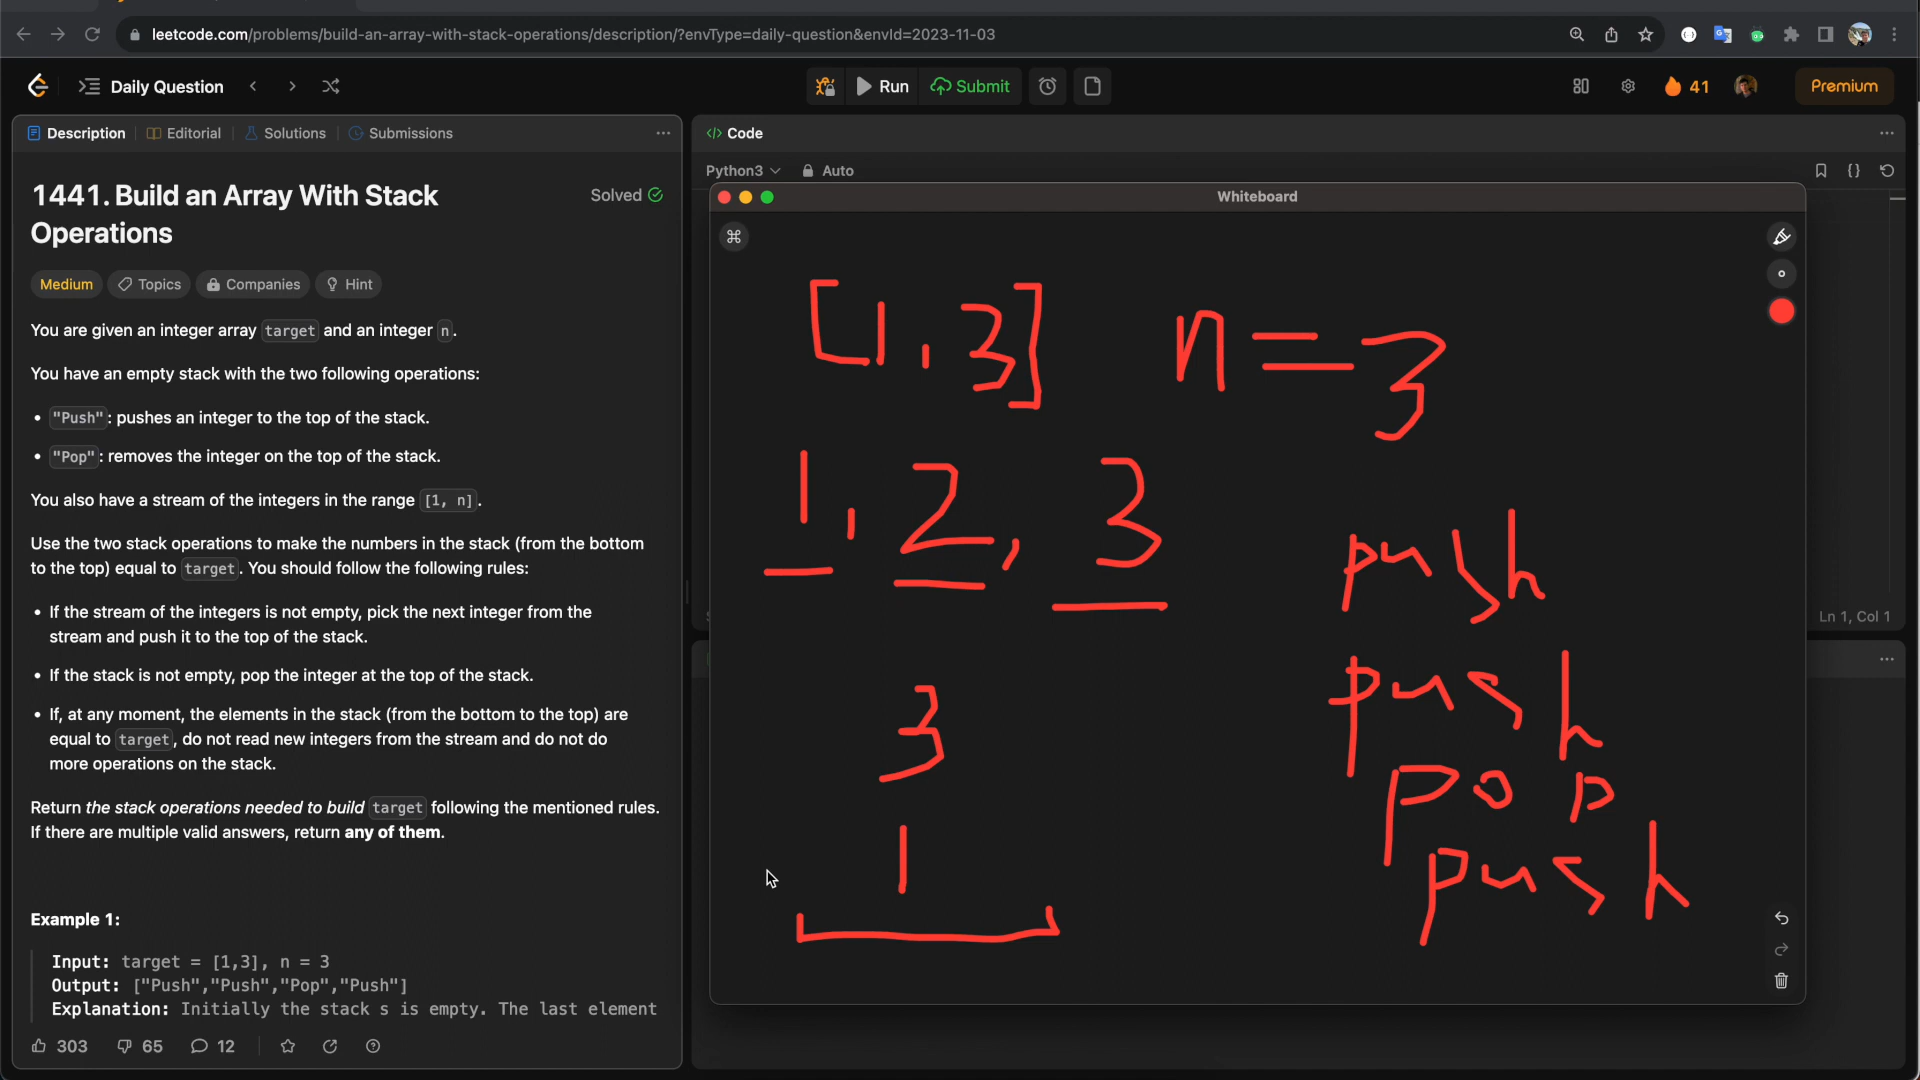 leetcode.com/problems/build-an-array-with-stack-operations/description/?envType=daily-question&envId=2023-11-03
Daily Question
Run
Submit
41
Premium
Description
Editorial
Solutions
Submissions
1441. Build an Array With Stack
Operations
Solved
Medium
Topics
Companies
Hint
You are given an integer array target and an integer n.
You have an empty stack with the two following operations:
• "Push": pushes an integer to the top of the stack.
• "Pop": removes the integer on the top of the stack.
You also have a stream of the integers in the range [1, n].
Use the two stack operations to make the numbers in the stack (from the bottom
to the top) equal to target. You should follow the following rules:
• If the stream of the integers is not empty, pick the next integer from the
stream and push it to the top of the stack.
• If the stack is not empty, pop the integer at the top of the stack.
• If, at any moment, the elements in the stack (from the bottom to the top) are
equal to target, do not read new integers from the stream and do not do
more operations on the stack.
Return the stack operations needed to build target following the mentioned rules.
If there are multiple valid answers, return any of them.
Example 1:
Input: target = [1,3], n = 3
Output: ["Push","Push","Pop","Push"]
Explanation: Initially the stack s is empty. The last element
303
65
12
</> Code
Python3
Auto
{}
Whiteboard
⌘
[1,3] n=3
1, 2, 3
push
push
pop
push
3
1
Ln 1, Col 1